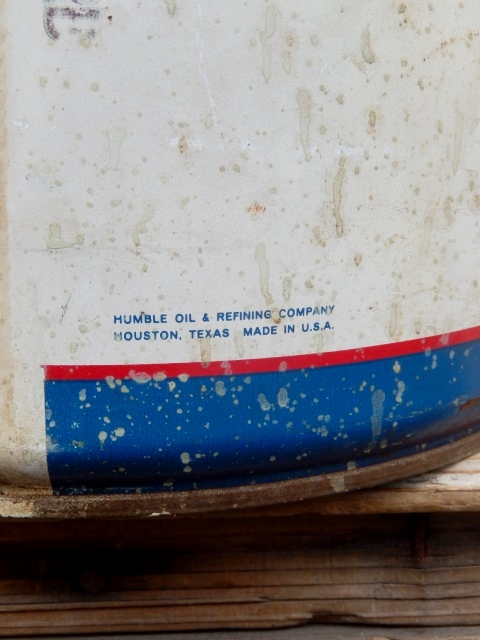 HUMBLE OIL & REFINING COMPANY
HOUSTON, TEXAS MADE IN U.S.A.